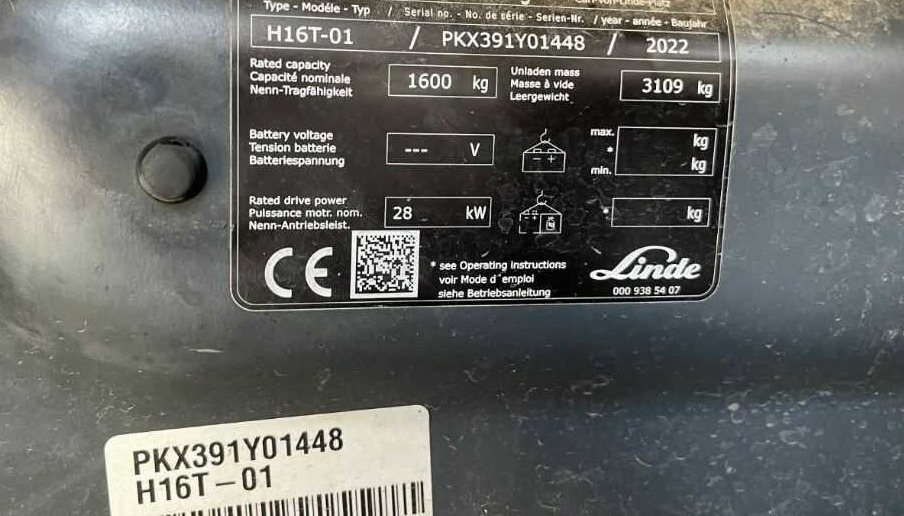 Type - Modéle - Typ / Serial no. - No. de série - Serien-Nr. / year - année - Baujahr
H16T-01 / PKX391Y01448 / 2022
Rated capacity
Capacité nominale
Nenn-Tragfähigkeit
1600 kg
Unladen mass
Masse à vide
Leergewicht
3109 kg
Battery voltage
Tension batterie
Batteriespannung
--- V
- +
max.
*
min.
kg
kg
Rated drive power
Puissance motr. nom.
Nenn-Antriebsleist.
28 kW
- +
* kg
CE
* see Operating instructions
voir Mode d´emploi
siehe Betriebsanleitung
Linde
000 938 54 07
PKX391Y01448
H16T-01